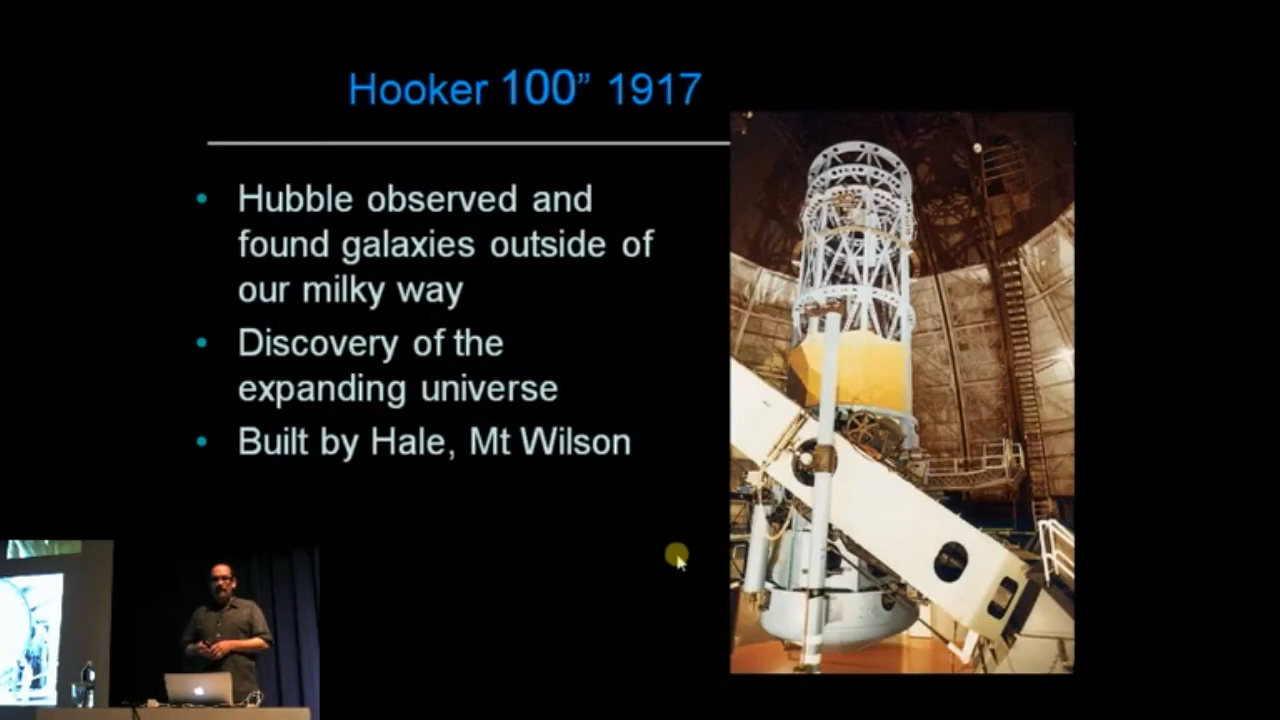 Hooker 100” 1917
• Hubble observed and
found galaxies outside of
our milky way
• Discovery of the
expanding universe
• Built by Hale, Mt Wilson